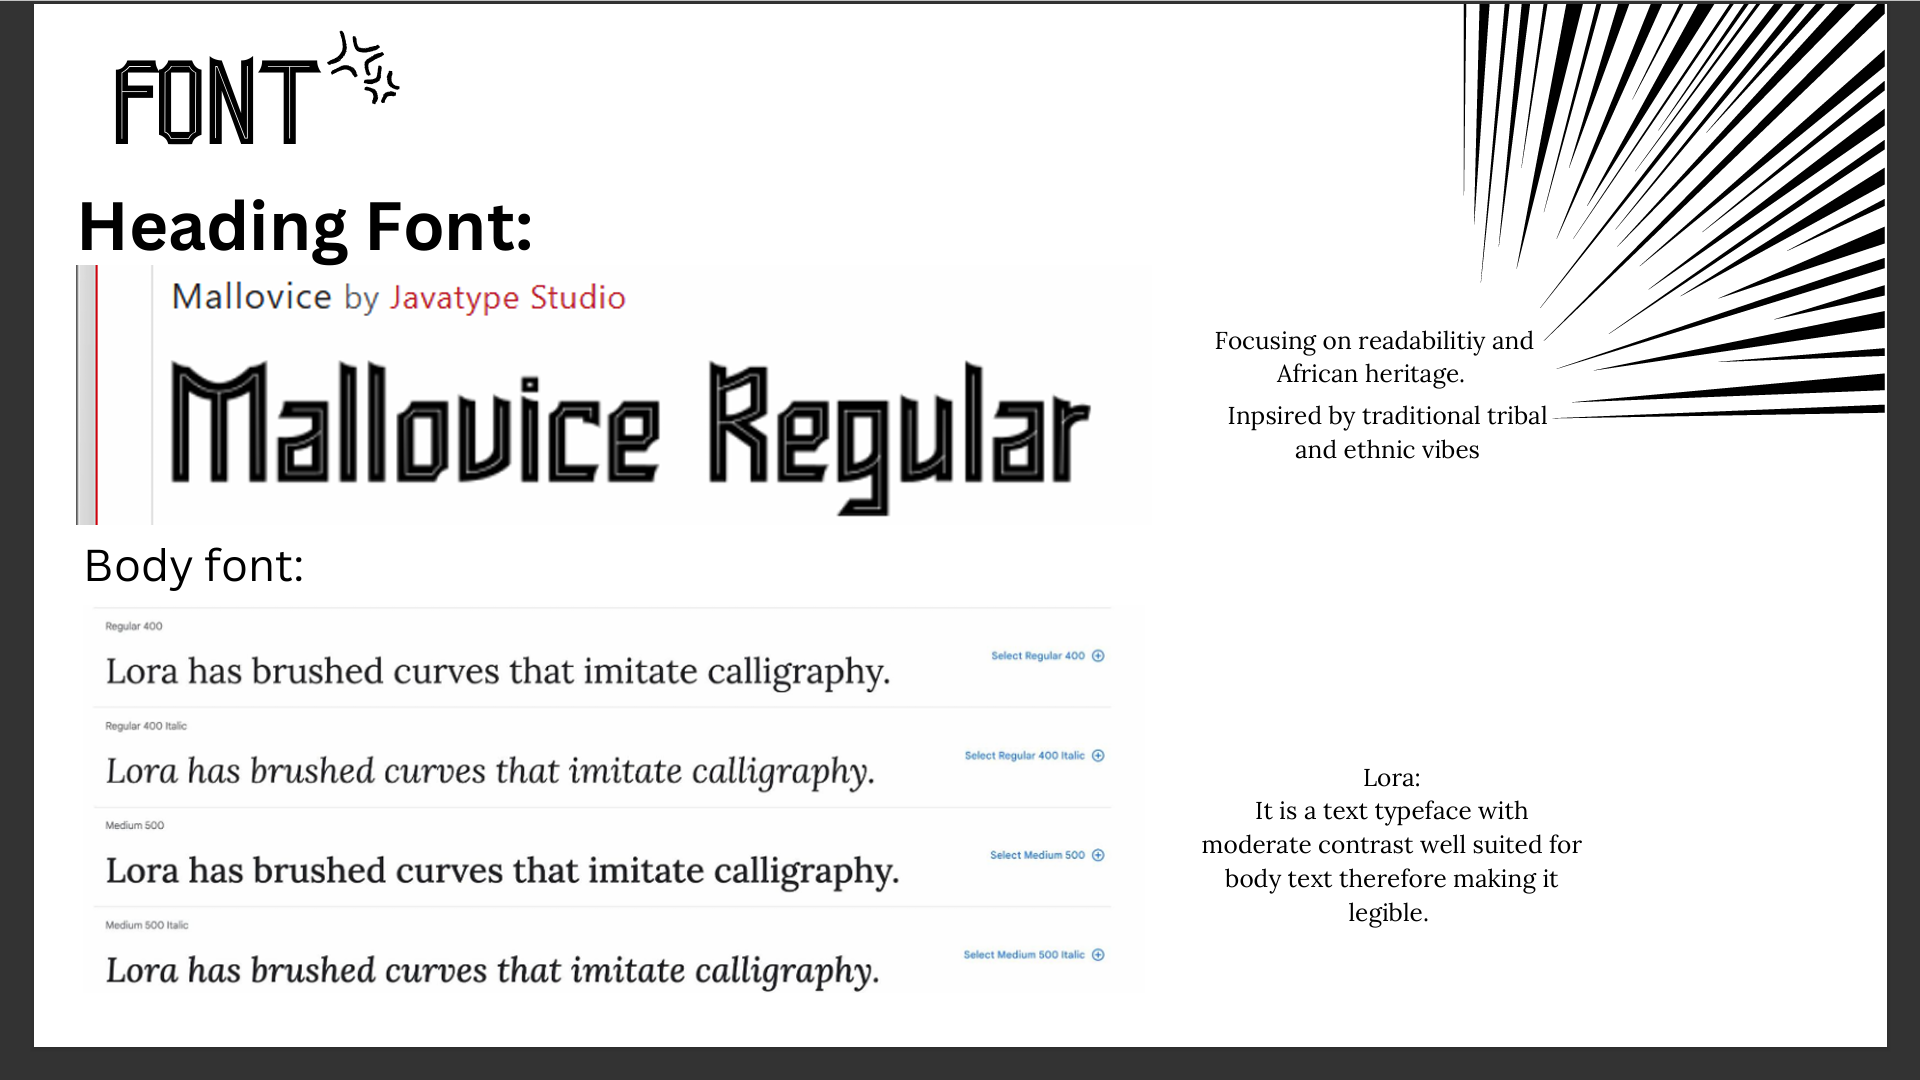 FONT
Heading Font:
Mallovice by Javatype Studio
Mallovice Regular
Focusing on readabilitiy and
African heritage.
Inpsired by traditional tribal
and ethnic vibes
Body font:
Regular 400
Lora has brushed curves that imitate calligraphy.
Select Regular 400
Regular 400 Italic
Lora has brushed curves that imitate calligraphy.
Select Regular 400 Italic
Medium 500
Lora has brushed curves that imitate calligraphy.
Select Medium 500
Medium 500 Italic
Lora has brushed curves that imitate calligraphy.
Select Medium 500 Italic
Lora:
It is a text typeface with
moderate contrast well suited for
body text therefore making it
legible.